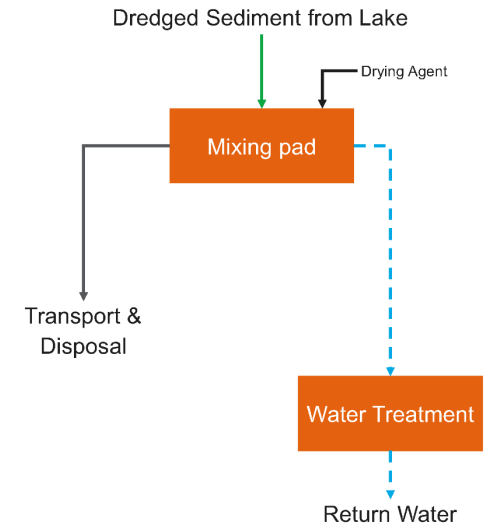 Dredged Sediment from Lake
Drying Agent
Mixing pad
Transport &
Disposal
Water Treatment
Return Water